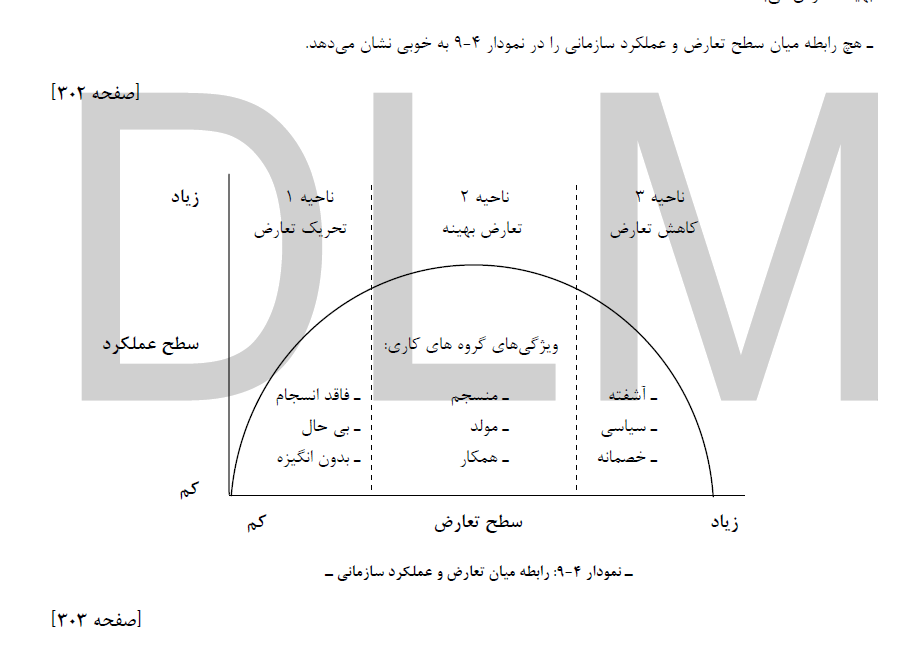 ـ هچ رابطه میان سطح تعارض و عملکرد سازمانی را در نمودار ۴-۹ به خوبی نشان می‌دهد.
[صفحه ۳۰۲]
DLM
زیاد
ناحیه ۱
تحریک تعارض
ناحیه ۲
تعارض بهینه
ناحیه ۳
کاهش تعارض
سطح عملکرد
ویژگی‌های گروه های کاری:
ـ فاقد انسجام
ـ بی حال
ـ بدون انگیزه
ـ منسجم
ـ مولد
ـ همکار
ـ آشفته
ـ سیاسی
ـ خصمانه
کم
کم
سطح تعارض
زیاد
ـ نمودار ۴-۹: رابطه میان تعارض و عملکرد سازمانی ـ
[صفحه ۳۰۳]